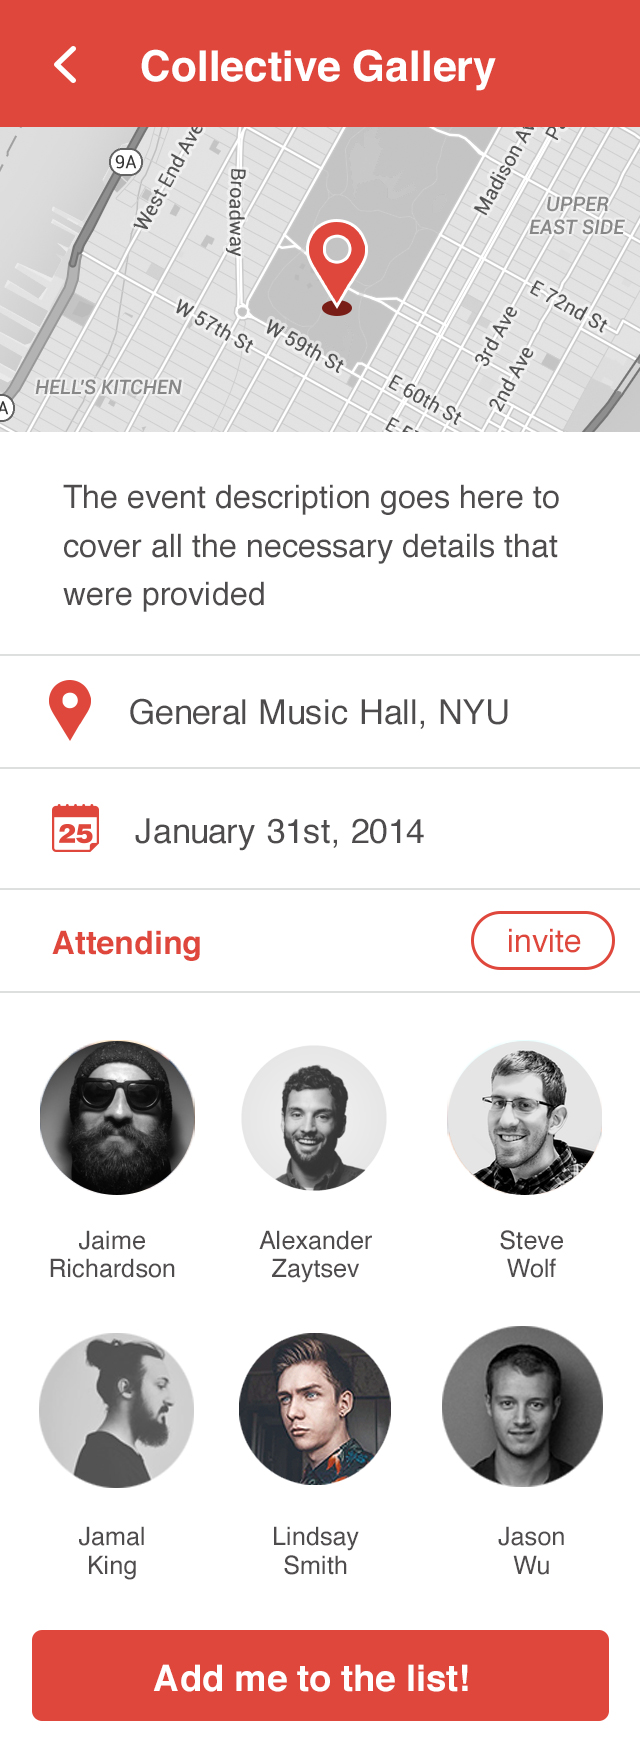 Collective Gallery
9A
West End Ave
Broadway
Madison Av
UPPER
EAST SIDE
E 72nd St
W 57th St
W 59th St
3rd Ave
2nd Ave
HELL'S KITCHEN
E 60th St
A
The event description goes here to
cover all the necessary details that
were provided
General Music Hall, NYU
25
January 31st, 2014
Attending
invite
Jaime
Richardson
Alexander
Zaytsev
Steve
Wolf
Jamal
King
Lindsay
Smith
Jason
Wu
Add me to the list!